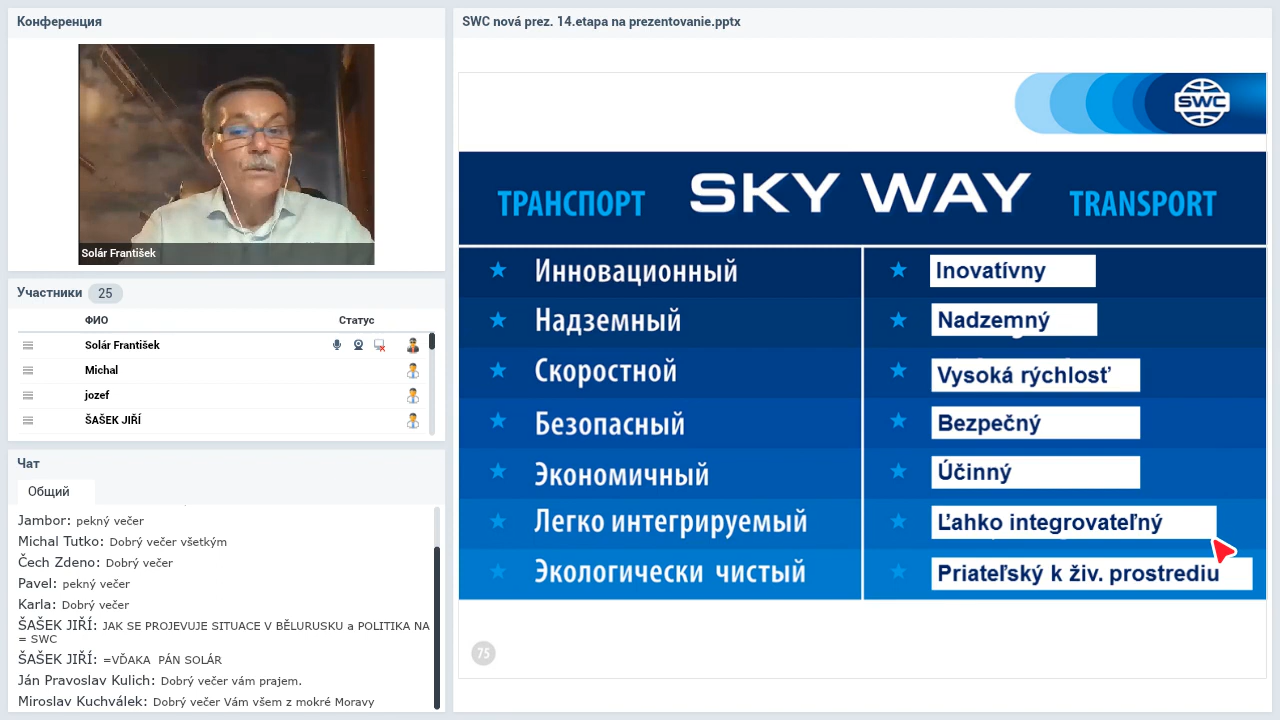 Конференция
Solár František
Участники 25
ФИО Статус
Solár František
Michal
jozef
ŠAŠEK JIŘÍ
Чат
Общий
Jambor: pekný večer
Michal Tutko: Dobrý večer všetkým
Čech Zdeno: Dobrý večer
Pavel: pekný večer
Karla: Dobrý večer
ŠAŠEK JIŘÍ: JAK SE PROJEVUJE SITUACE V BĚLURUSKU a POLITIKA NA
= SWC
ŠAŠEK JIŘÍ: =VĎAKA PÁN SOLÁR
Ján Pravoslav Kulich: Dobrý večer vám prajem.
Miroslav Kuchválek: Dobrý večer Vám všem z mokré Moravy
SWC nová prez. 14.etapa na prezentovanie.pptx
SWC
ТРАНСПОРТ SKY WAY TRANSPORT
Инновационный Inovatívny
Надземный Nadzemný
Скоростной Vysoká rýchlosť
Безопасный Bezpečný
Экономичный Účinný
Легко интегрируемый Ľahko integrovateľný
Экологически чистый Priateľský k živ. prostrediu
75